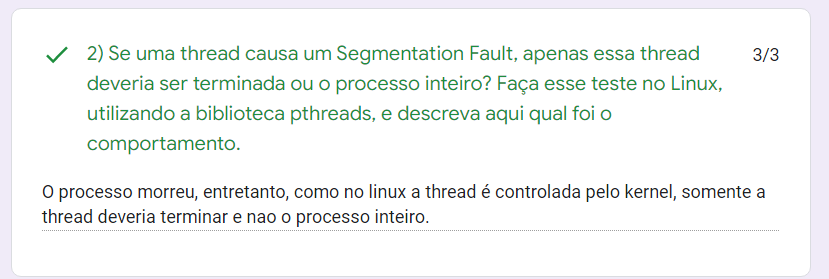 2) Se uma thread causa um Segmentation Fault, apenas essa thread
3/3
deveria ser terminada ou o processo inteiro? Faça esse teste no Linux,
utilizando a biblioteca pthreads, e descreva aqui qual foi o
comportamento.
O processo morreu, entretanto, como no linux a thread é controlada pelo kernel, somente a
thread deveria terminar e nao o processo inteiro.